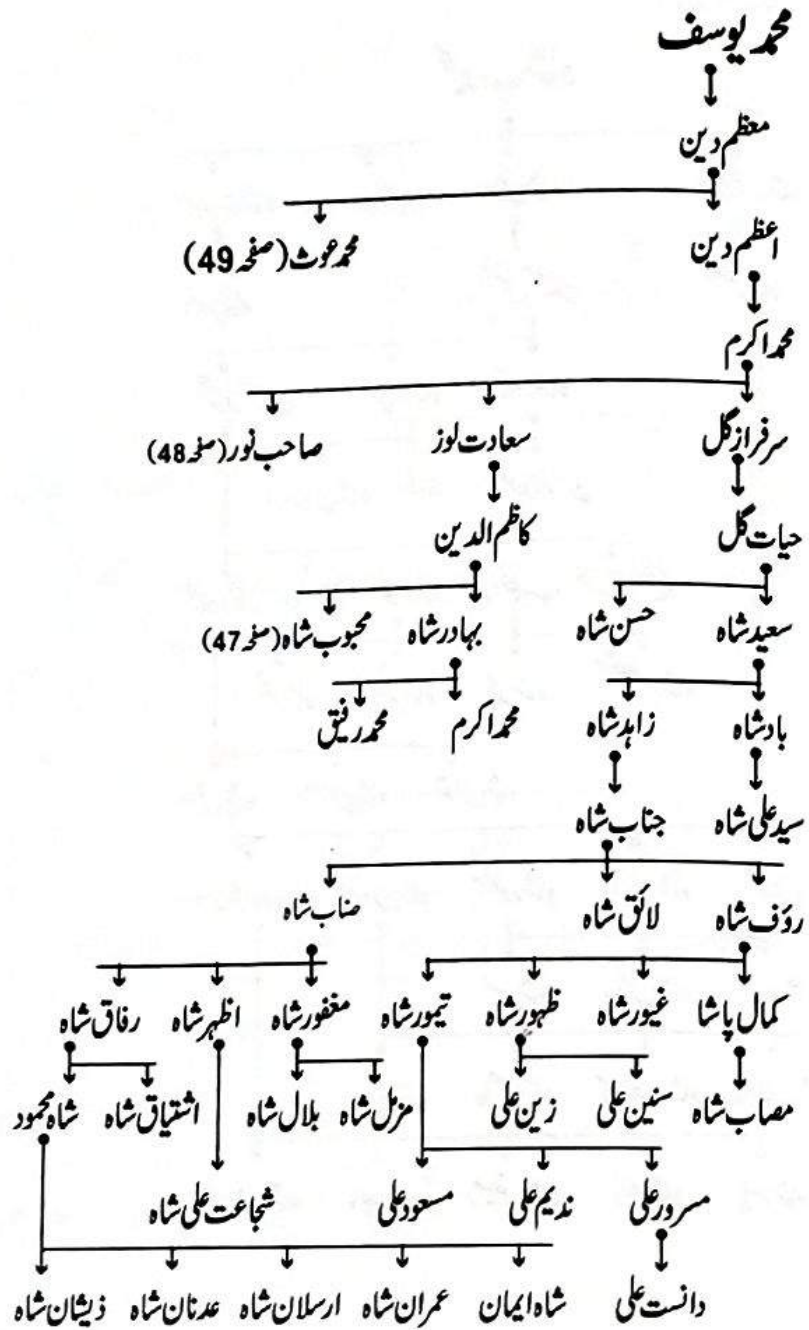 محمد یوسف
معظم دین
اعظم دین محمد غوث (صفحہ 49)
محمد اکرم
سرفراز گل سعادت لوز صاحب نور (صفحہ 48)
حیات گل کاظم الدین
سعید شاہ حسن شاہ بہادر شاہ محبوب شاہ (صفحہ 47)
باد شاہ زاہد شاہ محمد اکرم محمد رفیق
سید علی شاہ جناب شاہ
رؤف شاہ لائق شاہ صناب شاہ
کمال پاشا غیور شاہ ظہور شاہ تیمور شاہ مغفور شاہ اظہر شاہ رفاق شاہ
مصاب شاہ سنین علی زین علی مزمل شاہ بلال شاہ اشتیاق شاہ شاہ محمود
مسرور علی ندیم علی مسعود علی شجاعت علی شاہ
دانست علی شاہ ایمان عمران شاہ ارسلان شاہ عدنان شاہ ذیشان شاہ